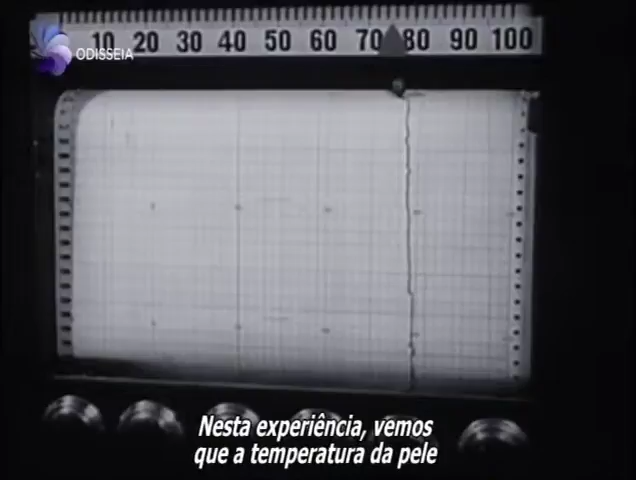 10 20 30 40 50 60 70 80 90 100
ODISSEIA
Nesta experiência, vemos
que a temperatura da pele